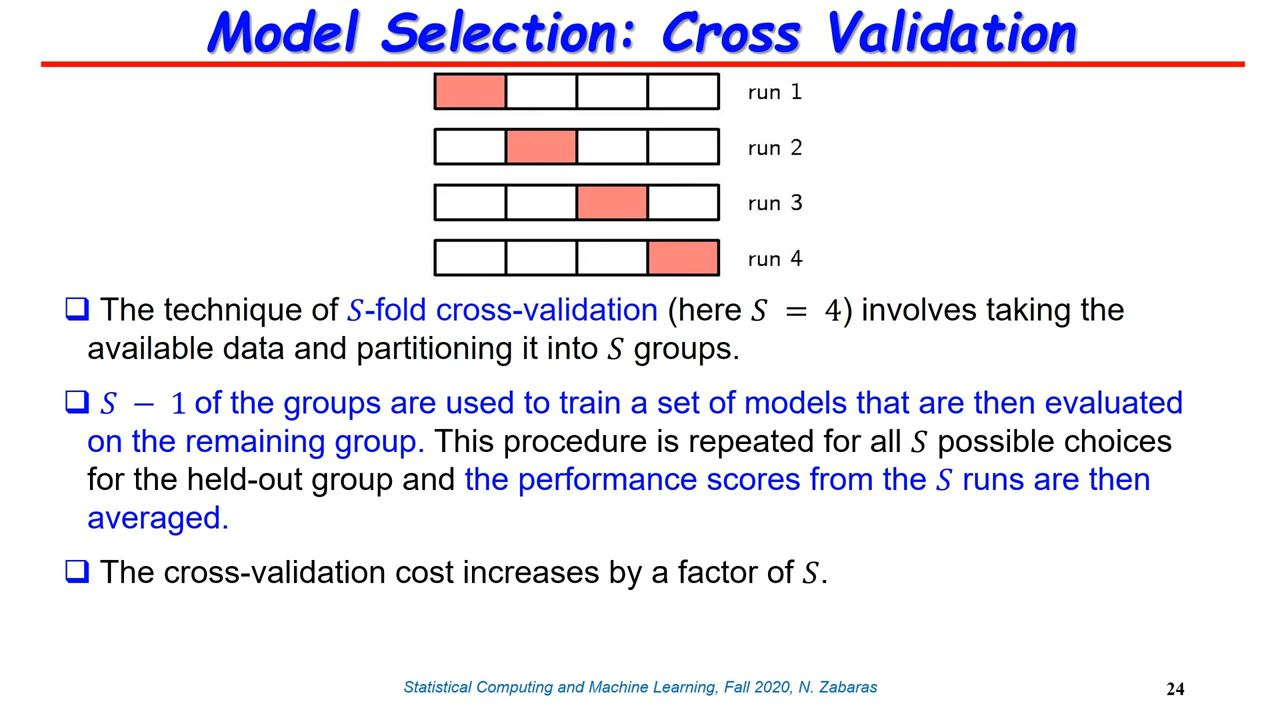 Model Selection: Cross Validation
run 1
run 2
run 3
run 4
❑ The technique of S-fold cross-validation (here S = 4) involves taking the
available data and partitioning it into S groups.
❑ S − 1 of the groups are used to train a set of models that are then evaluated
on the remaining group. This procedure is repeated for all S possible choices
for the held-out group and the performance scores from the S runs are then
averaged.
❑ The cross-validation cost increases by a factor of S.
Statistical Computing and Machine Learning, Fall 2020, N. Zabaras
24